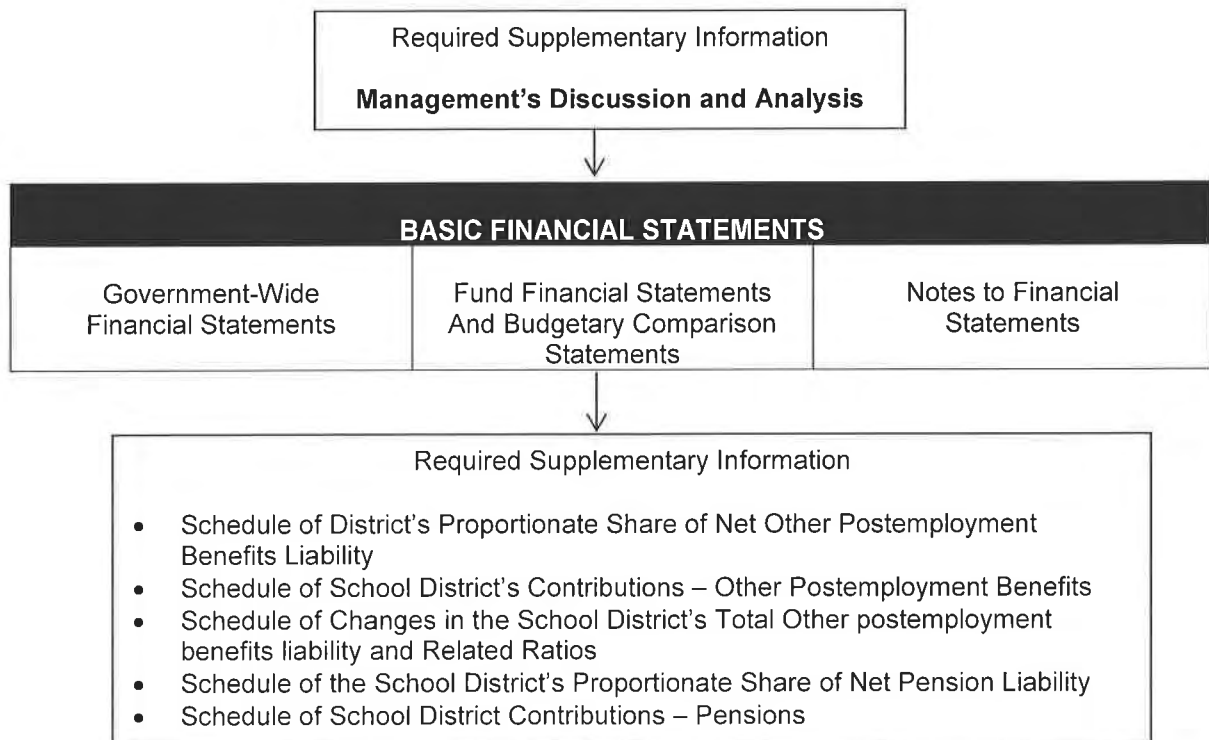 Required Supplementary Information
Management's Discussion and Analysis
BASIC FINANCIAL STATEMENTS
Government-Wide
Financial Statements
Fund Financial Statements
And Budgetary Comparison
Statements
Notes to Financial
Statements
Required Supplementary Information
• Schedule of District's Proportionate Share of Net Other Postemployment
Benefits Liability
• Schedule of School District's Contributions – Other Postemployment Benefits
• Schedule of Changes in the School District's Total Other postemployment
benefits liability and Related Ratios
• Schedule of the School District's Proportionate Share of Net Pension Liability
• Schedule of School District Contributions – Pensions